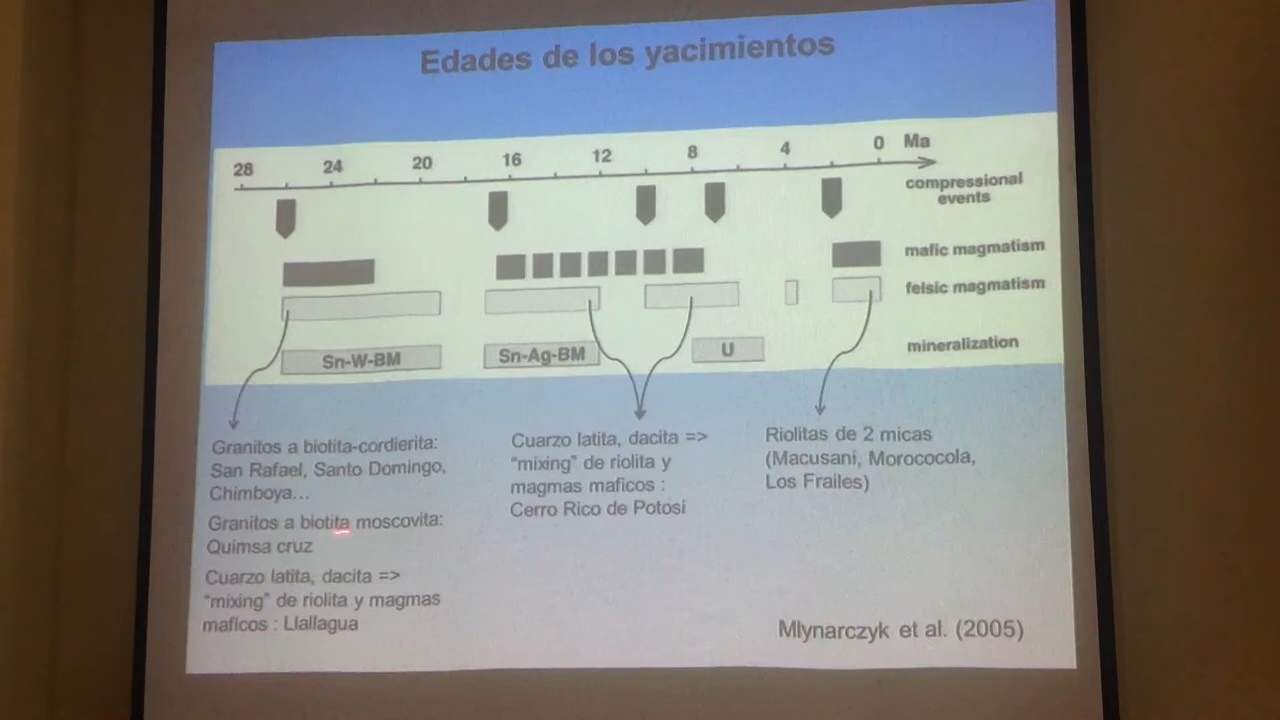 Edades de los yacimientos
28 24 20 16 12 8 4 0 Ma
compressional
events
mafic magmatism
felsic magmatism
Sn-W-BM Sn-Ag-BM U mineralization
Granitos a biotita-cordierita:
San Rafael, Santo Domingo,
Chimboya...
Granitos a biotita moscovita:
Quimsa cruz
Cuarzo latita, dacita =>
"mixing" de riolita y magmas
maficos : Llallagua
Cuarzo latita, dacita =>
"mixing" de riolita y
magmas maficos :
Cerro Rico de Potosi
Riolitas de 2 micas
(Macusani, Morococola,
Los Frailes)
Mlynarczyk et al. (2005)